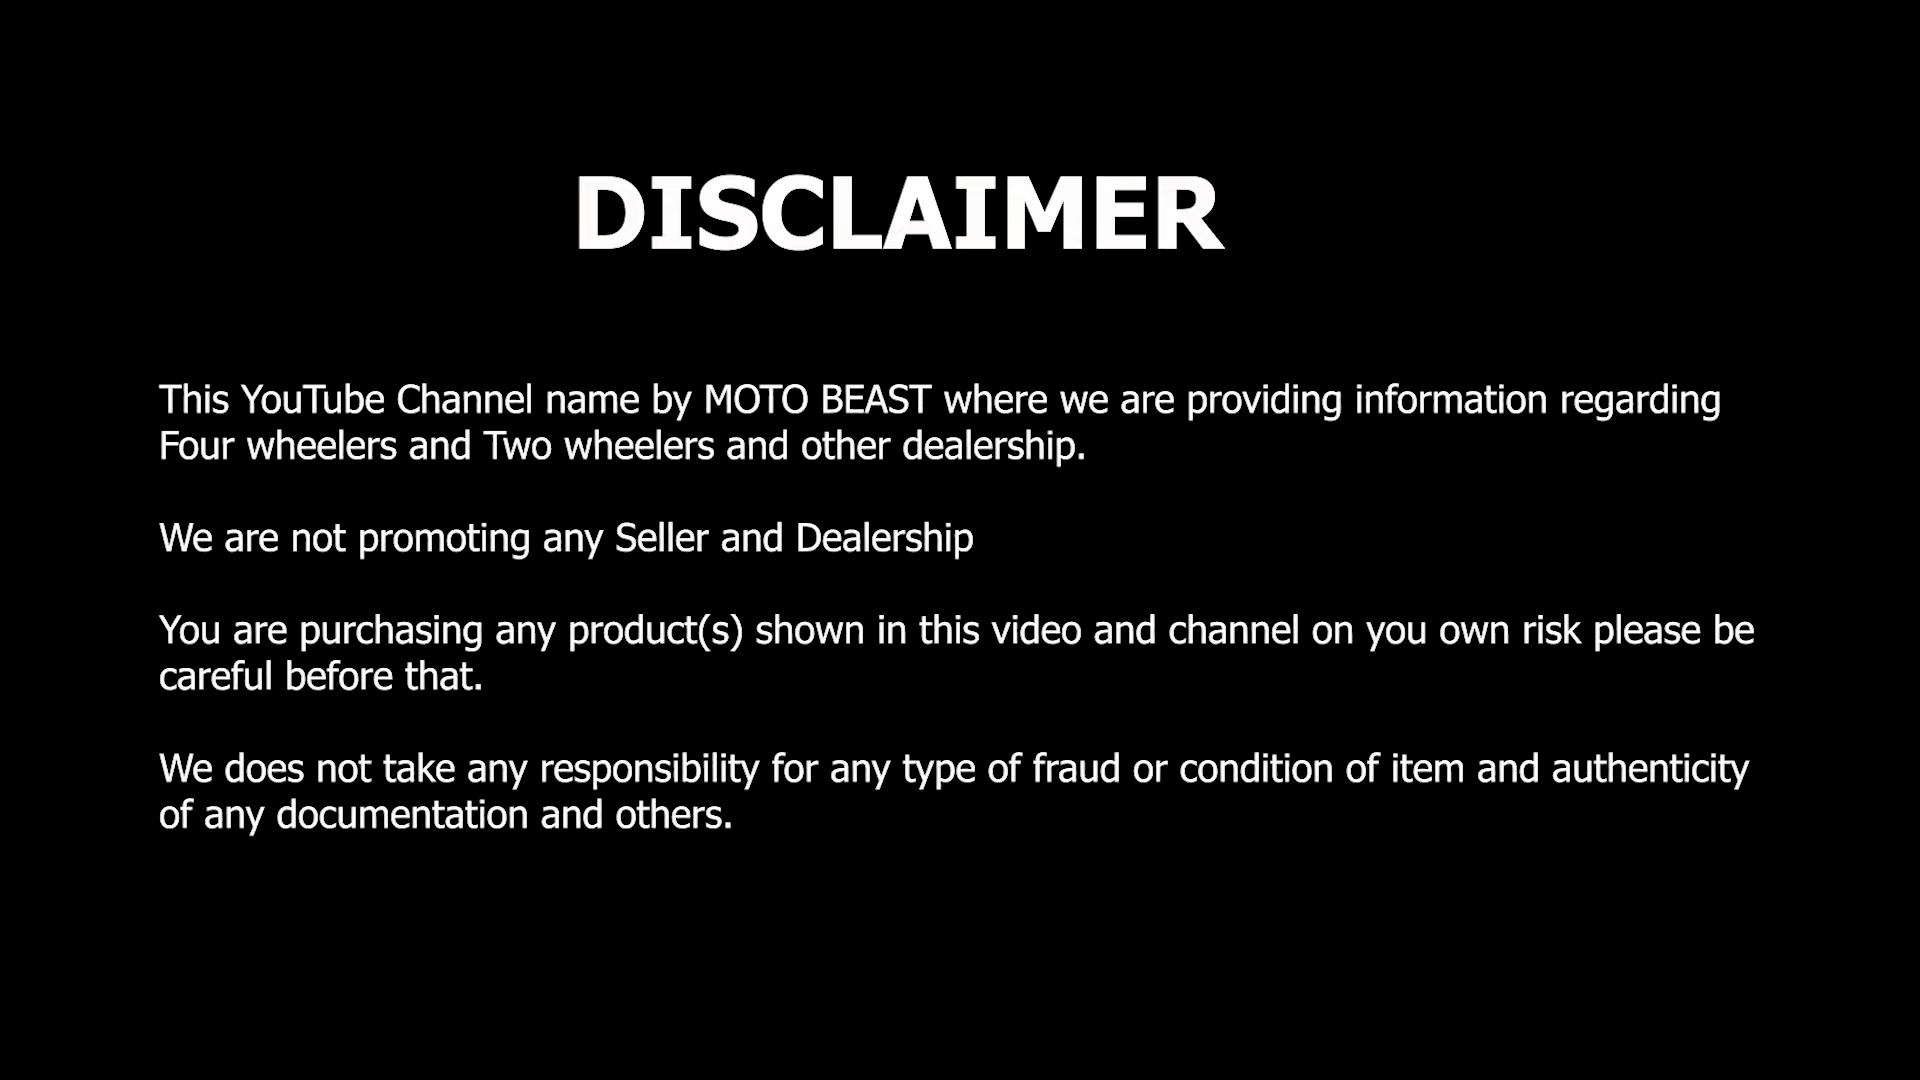 DISCLAIMER
This YouTube Channel name by MOTO BEAST where we are providing information regarding
Four wheelers and Two wheelers and other dealership.
We are not promoting any Seller and Dealership
You are purchasing any product(s) shown in this video and channel on you own risk please be
careful before that.
We does not take any responsibility for any type of fraud or condition of item and authenticity
of any documentation and others.